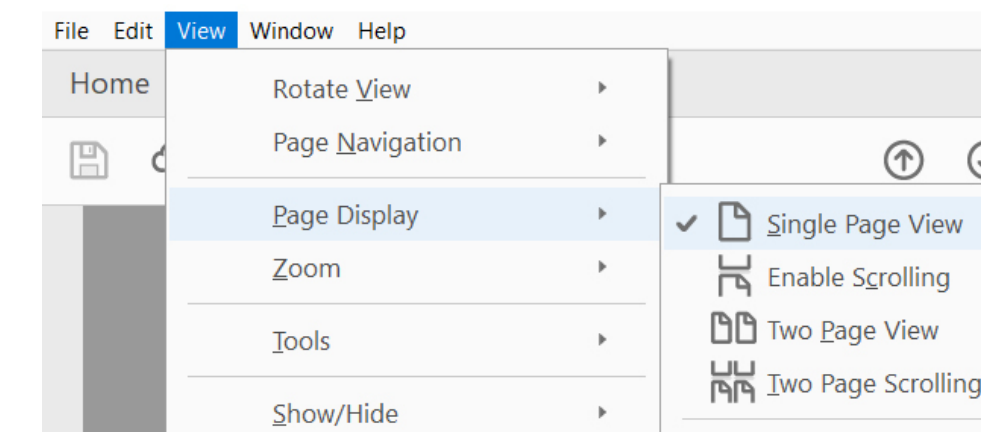 File Edit View Window Help
Home
Rotate View
Page Navigation
Page Display
Zoom
Tools
Show/Hide
Single Page View
Enable Scrolling
Two Page View
Two Page Scrolling